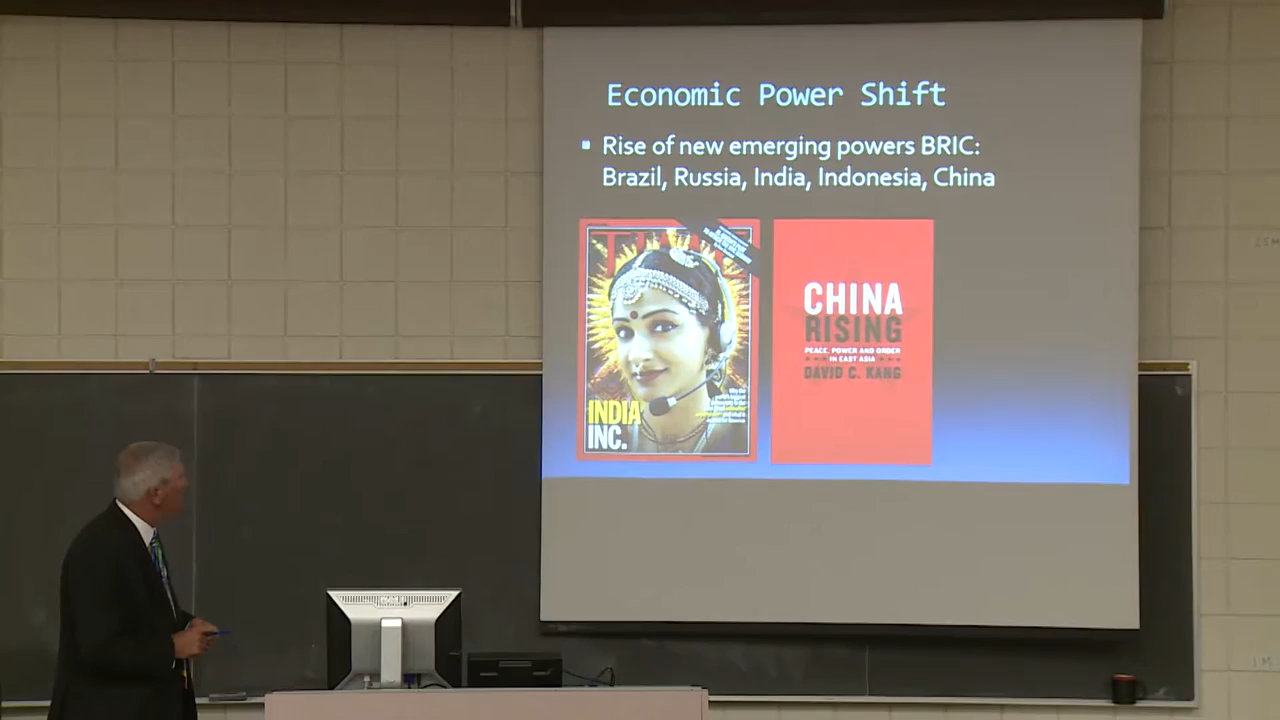 Economic Power Shift
▪ Rise of new emerging powers BRIC:
Brazil, Russia, India, Indonesia, China
TIME
INDIA
INC.
CHINA
RISING
PEACE, POWER AND ORDER
IN EAST ASIA
DAVID C. KANG